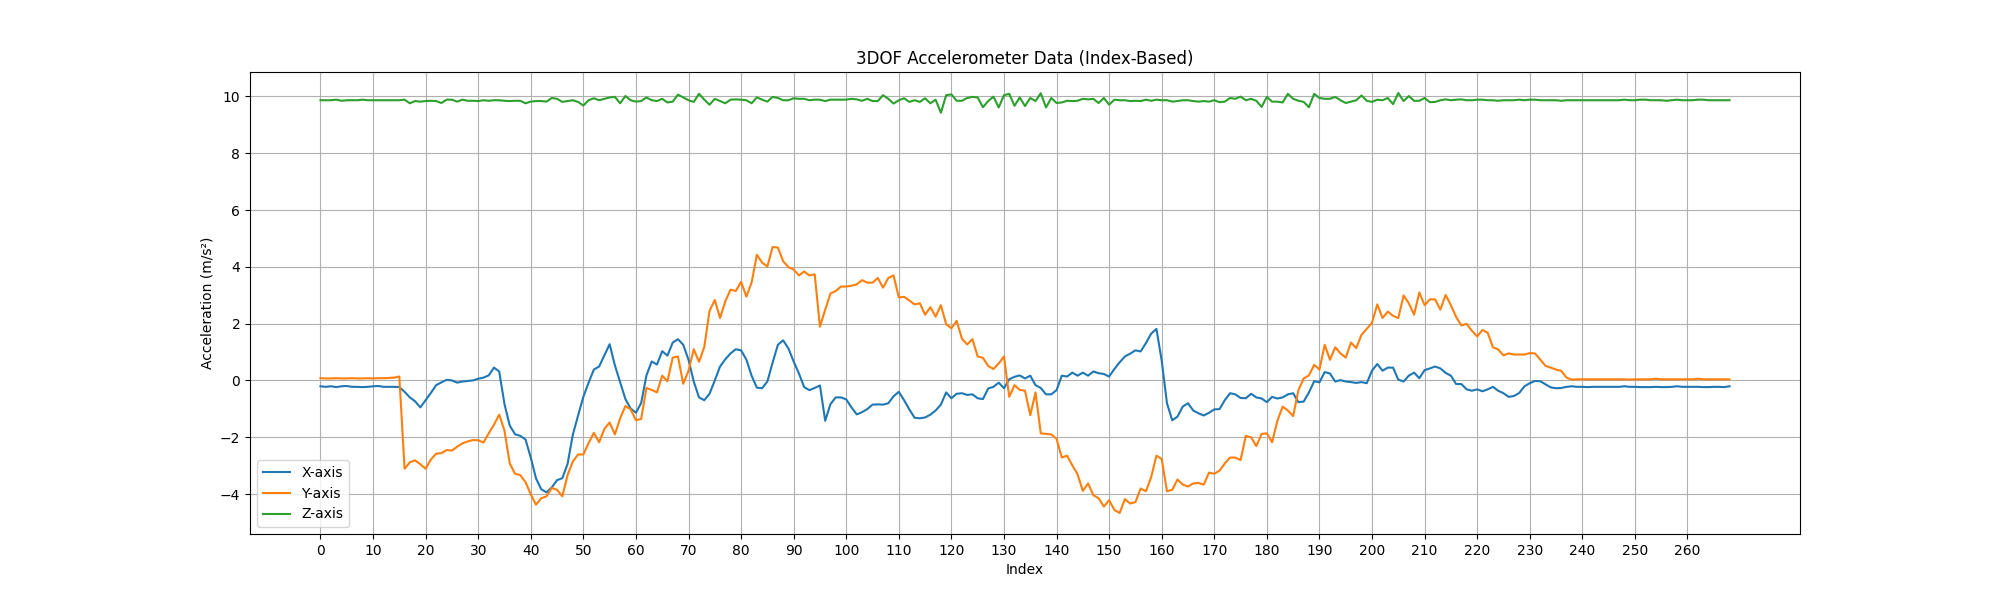 3DOF Accelerometer Data (Index-Based)
Acceleration (m/s²)
10
8
6
4
2
0
−2
−4
X-axis
Y-axis
Z-axis
0 10 20 30 40 50 60 70 80 90 100 110 120 130 140 150 160 170 180 190 200 210 220 230 240 250 260
Index